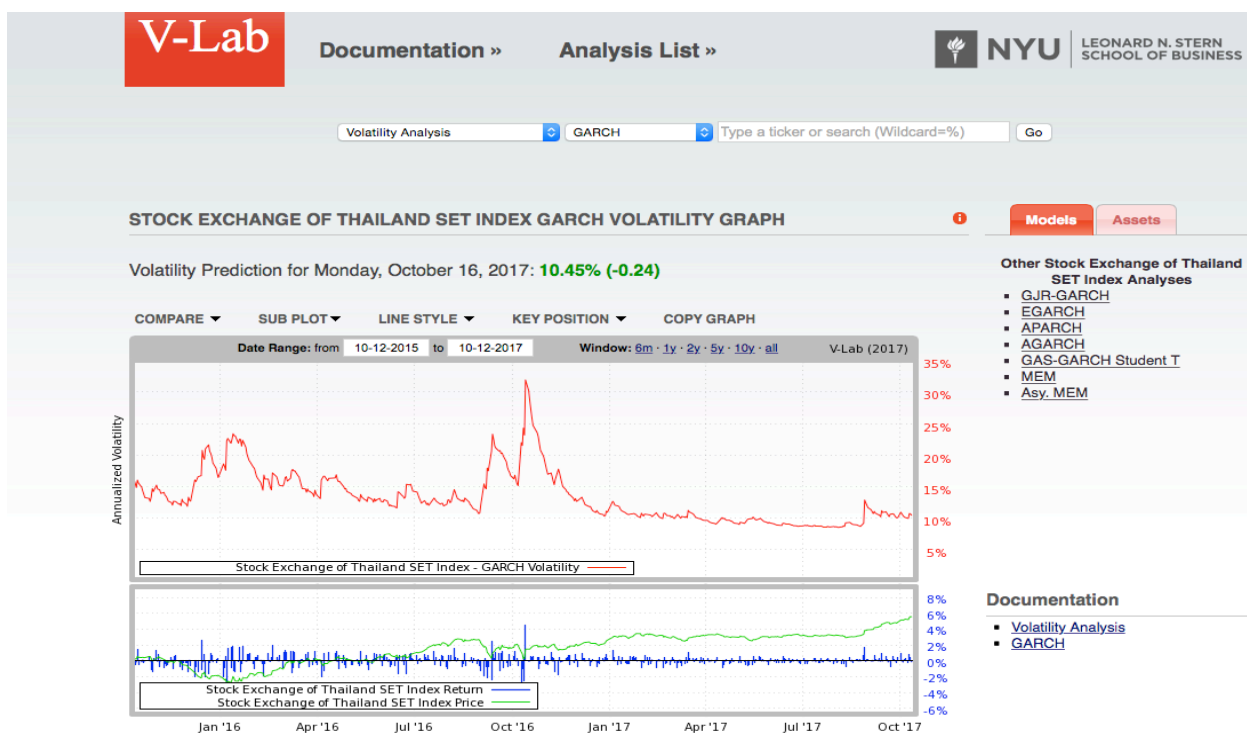 V-Lab
Documentation »
Analysis List »
NYU
LEONARD N. STERN
SCHOOL OF BUSINESS
Volatility Analysis
GARCH
Type a ticker or search (Wildcard=%)
Go
STOCK EXCHANGE OF THAILAND SET INDEX GARCH VOLATILITY GRAPH
i
Volatility Prediction for Monday, October 16, 2017: 10.45% (-0.24)
COMPARE SUB PLOT LINE STYLE KEY POSITION COPY GRAPH
Date Range: from 10-12-2015 to 10-12-2017 Window: 6m · 1y · 2y · 5y · 10y · all V-Lab (2017)
Annualized Volatility
35%
30%
25%
20%
15%
10%
5%
Stock Exchange of Thailand SET Index - GARCH Volatility
8%
6%
4%
2%
0%
-2%
-4%
-6%
Stock Exchange of Thailand SET Index Return
Stock Exchange of Thailand SET Index Price
Jan '16 Apr '16 Jul '16 Oct '16 Jan '17 Apr '17 Jul '17 Oct '17
Models
Assets
Other Stock Exchange of Thailand
SET Index Analyses
GJR-GARCH
EGARCH
APARCH
AGARCH
GAS-GARCH Student T
MEM
Asy. MEM
Documentation
Volatility Analysis
GARCH